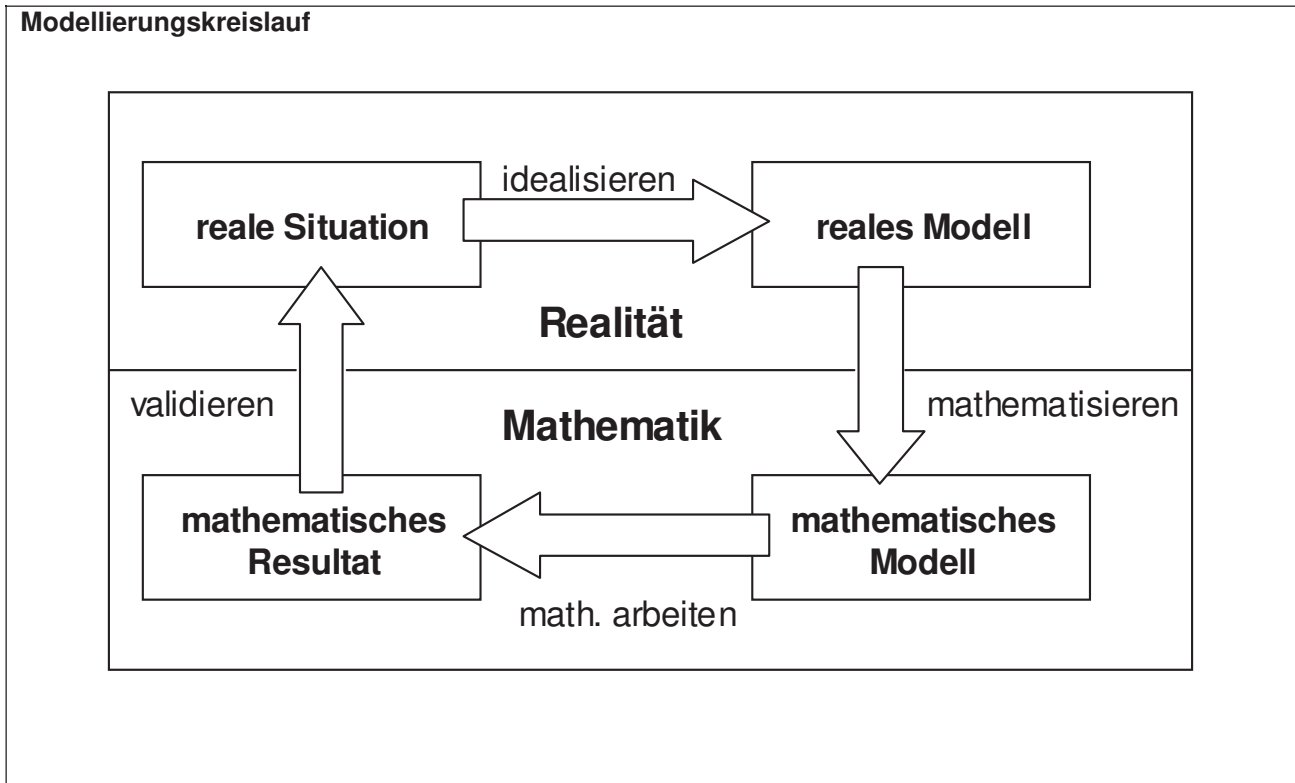 Modellierungskreislauf
idealisieren
reale Situation
reales Modell
Realität
validieren
mathematisieren
Mathematik
mathematisches
Resultat
mathematisches
Modell
math. arbeiten